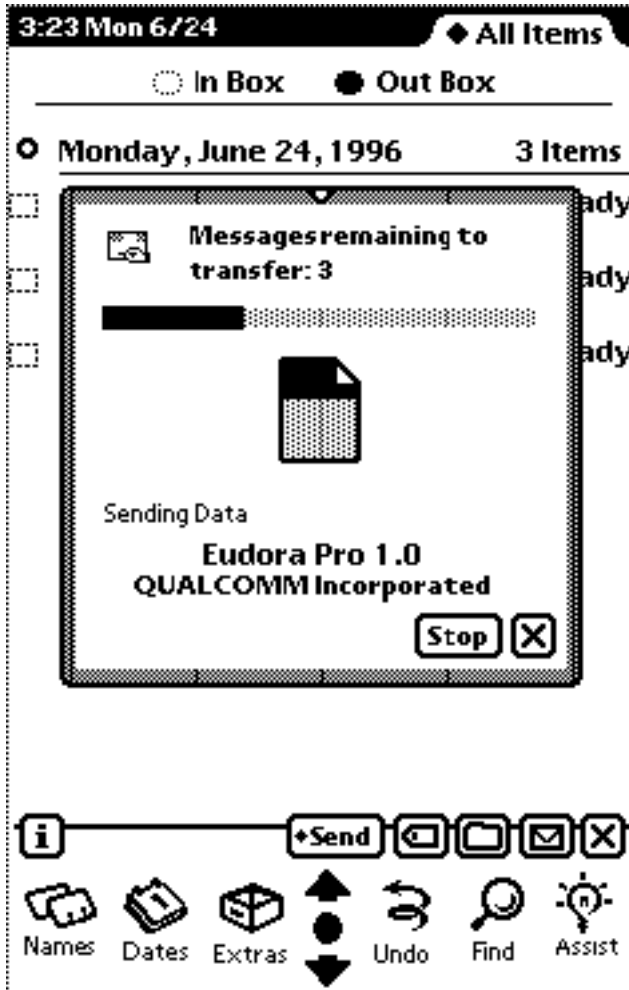 3:23 Mon 6/24
◆ All Items
In Box
Out Box
Monday, June 24, 1996
3 Items
ady
Messages remaining to
transfer: 3
ady
ady
Sending Data
Eudora Pro 1.0
QUALCOMM Incorporated
Stop
i
◆Send
Names
Dates
Extras
Undo
Find
Assist